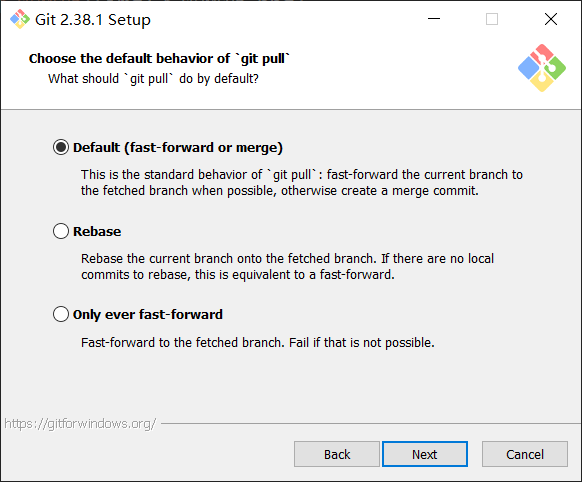 Git 2.38.1 Setup
Choose the default behavior of `git pull`
What should `git pull` do by default?
Default (fast-forward or merge)
This is the standard behavior of `git pull`: fast-forward the current branch to
the fetched branch when possible, otherwise create a merge commit.
Rebase
Rebase the current branch onto the fetched branch. If there are no local
commits to rebase, this is equivalent to a fast-forward.
Only ever fast-forward
Fast-forward to the fetched branch. Fail if that is not possible.
https://gitforwindows.org/
Back
Next
Cancel